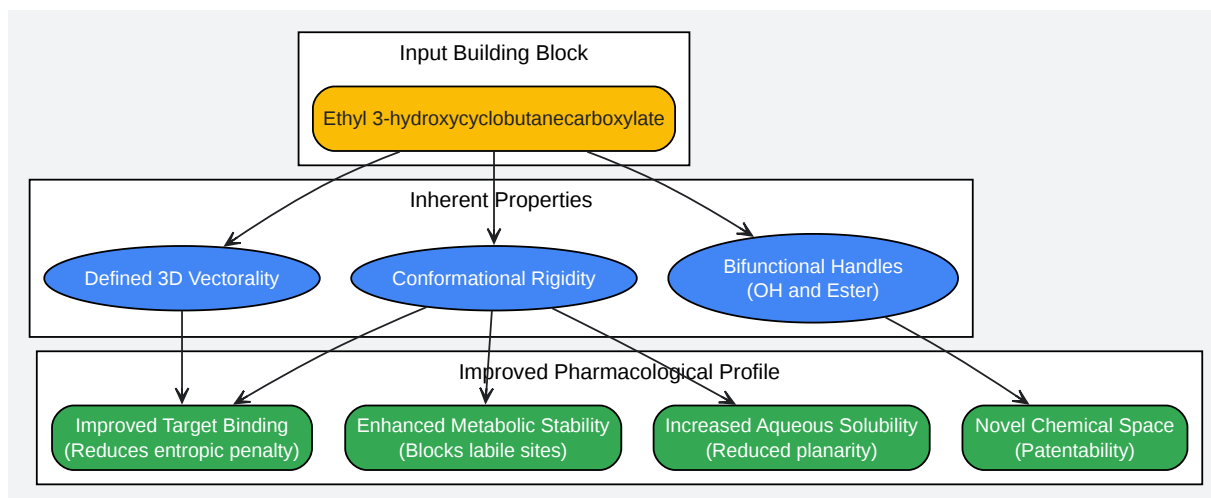 Input Building Block
Ethyl 3-hydroxycyclobutanecarboxylate
Inherent Properties
Defined 3D Vectorality
Conformational Rigidity
Bifunctional Handles
(OH and Ester)
Improved Pharmacological Profile
Improved Target Binding
(Reduces entropic penalty)
Enhanced Metabolic Stability
(Blocks labile sites)
Increased Aqueous Solubility
(Reduced planarity)
Novel Chemical Space
(Patentability)